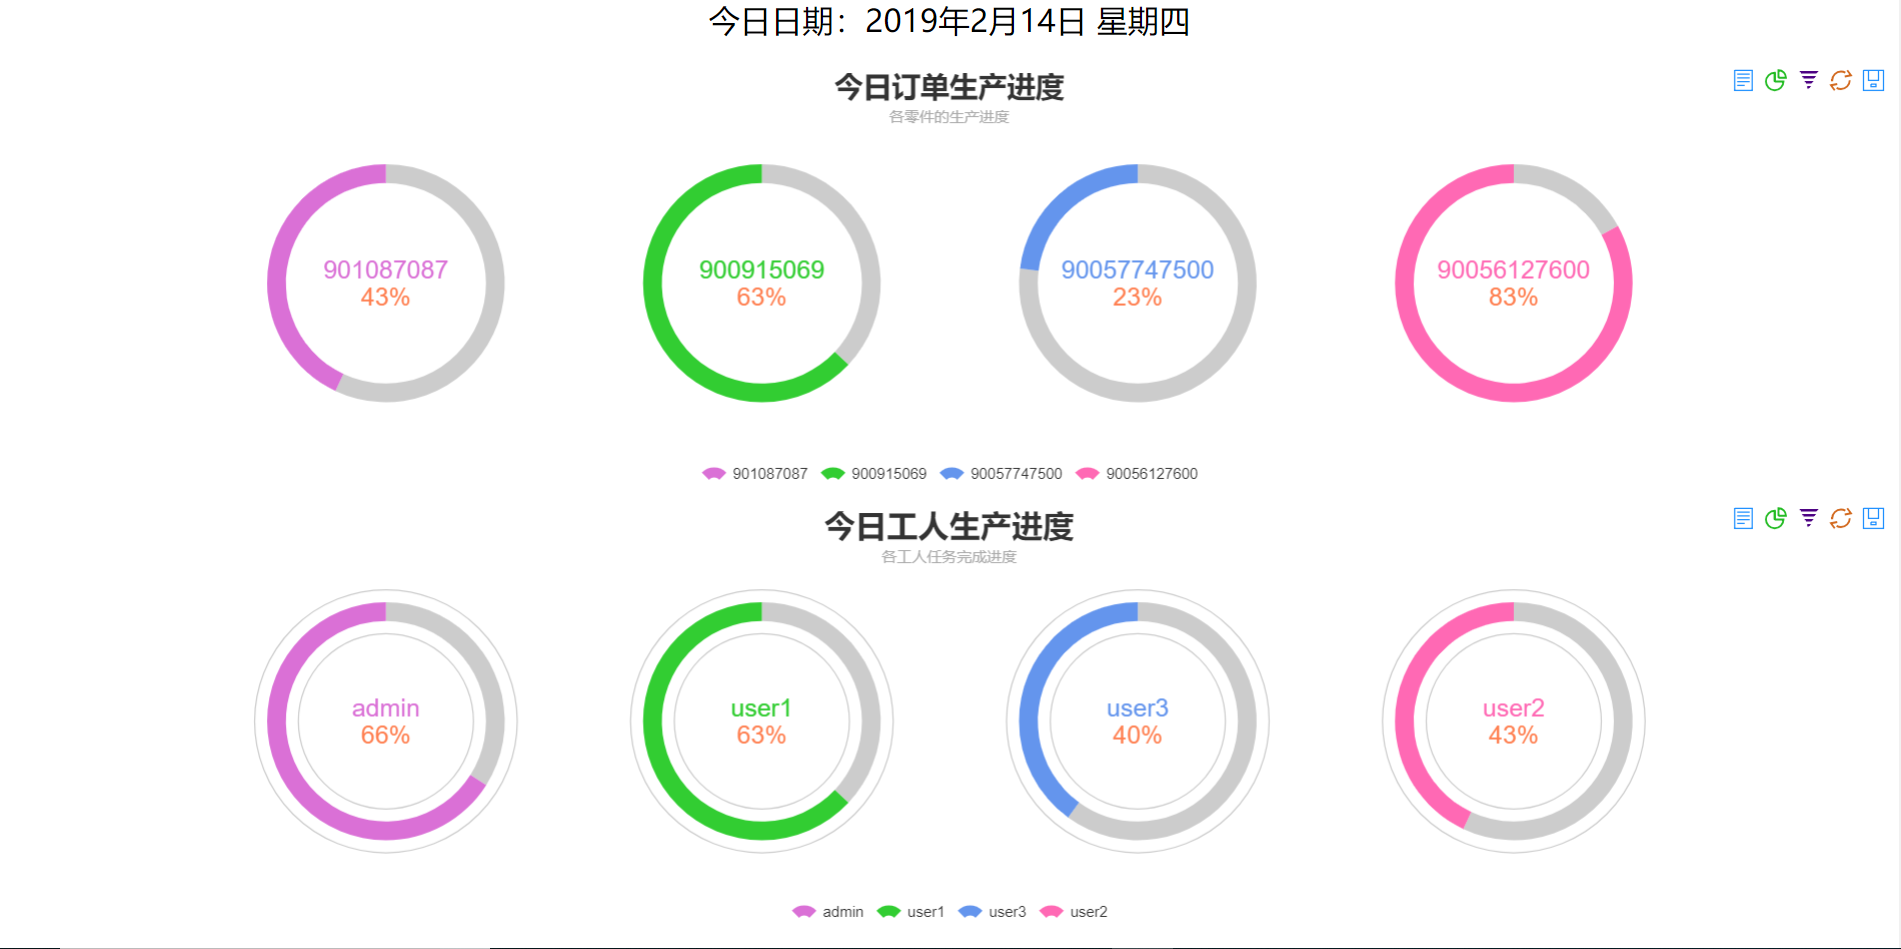 今日日期：2019年2月14日 星期四
今日订单生产进度
各零件的生产进度
901087087
43%
900915069
63%
90057747500
23%
90056127600
83%
901087087 900915069 90057747500 90056127600
今日工人生产进度
各工人任务完成进度
admin
66%
user1
63%
user3
40%
user2
43%
admin user1 user3 user2